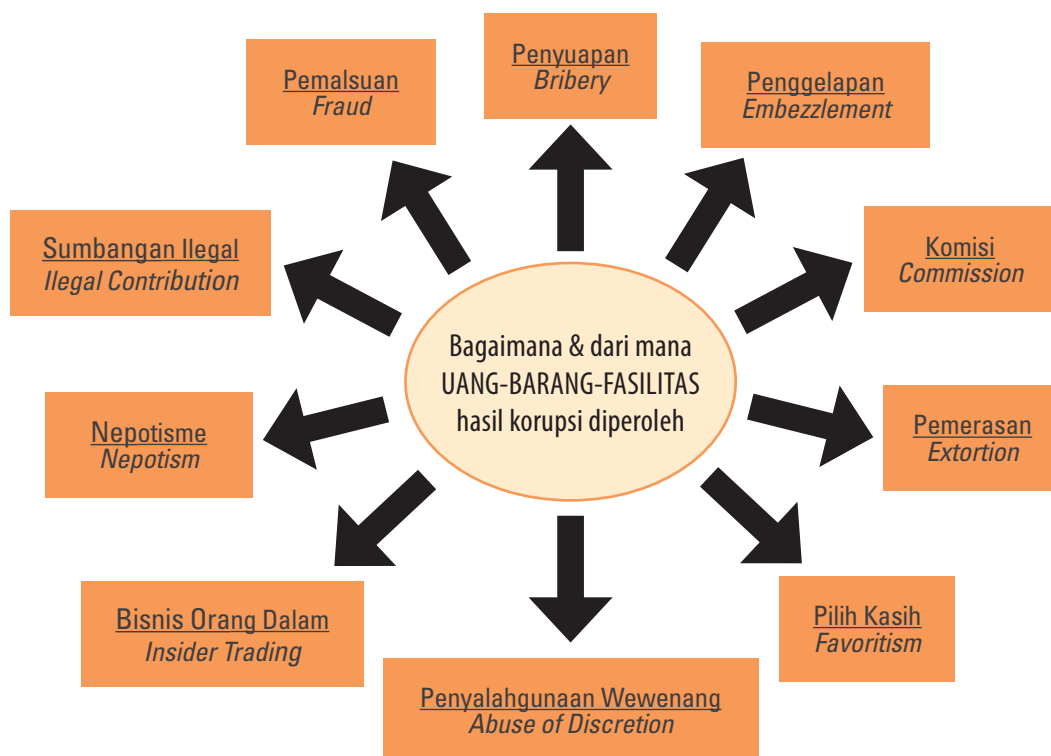 Penyuapan
Bribery
Penggelapan
Embezzlement
Komisi
Commission
Pemerasan
Extortion
Pilih Kasih
Favoritism
Penyalahgunaan Wewenang
Abuse of Discretion
Bisnis Orang Dalam
Insider Trading
Nepotisme
Nepotism
Sumbangan Ilegal
Ilegal Contribution
Pemalsuan
Fraud
Bagaimana & dari mana
UANG-BARANG-FASILITAS
hasil korupsi diperoleh